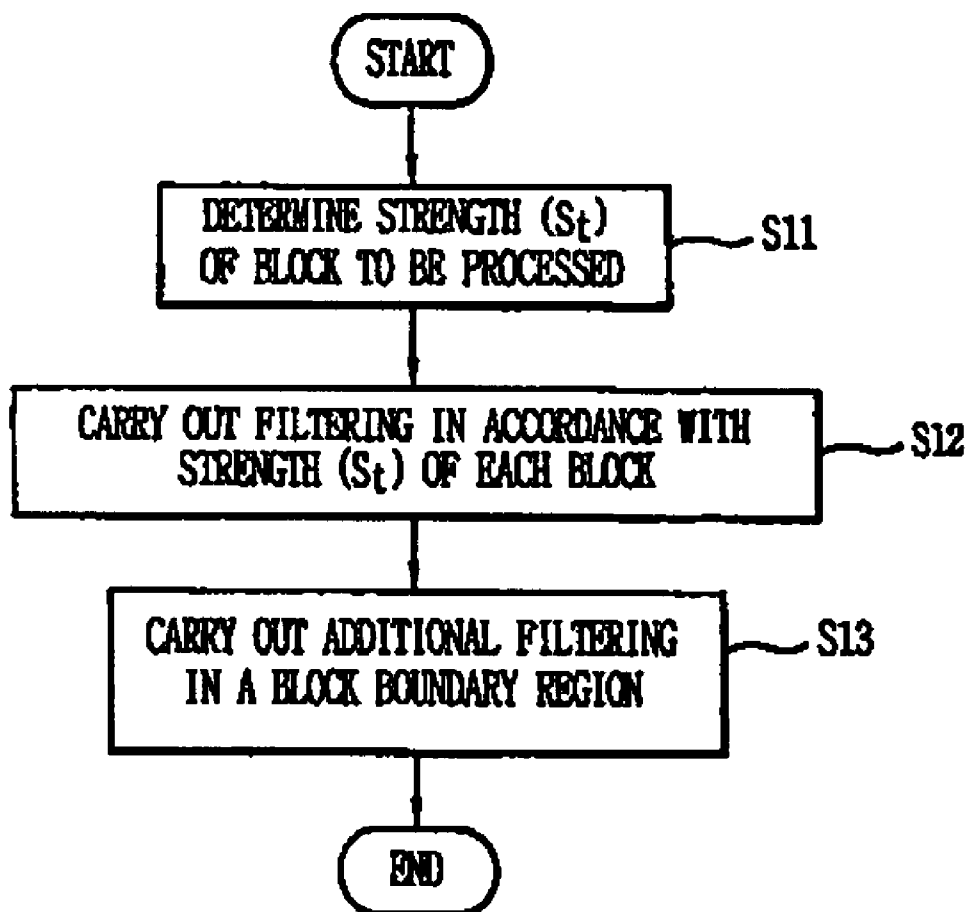 START
DETERMINE STRENGTH (St)
OF BLOCK TO BE PROCESSED
S11
CARRY OUT FILTERING IN ACCORDANCE WITH
STRENGTH (St) OF EACH BLOCK
S12
CARRY OUT ADDITIONAL FILTERING
IN A BLOCK BOUNDARY REGION
S13
END